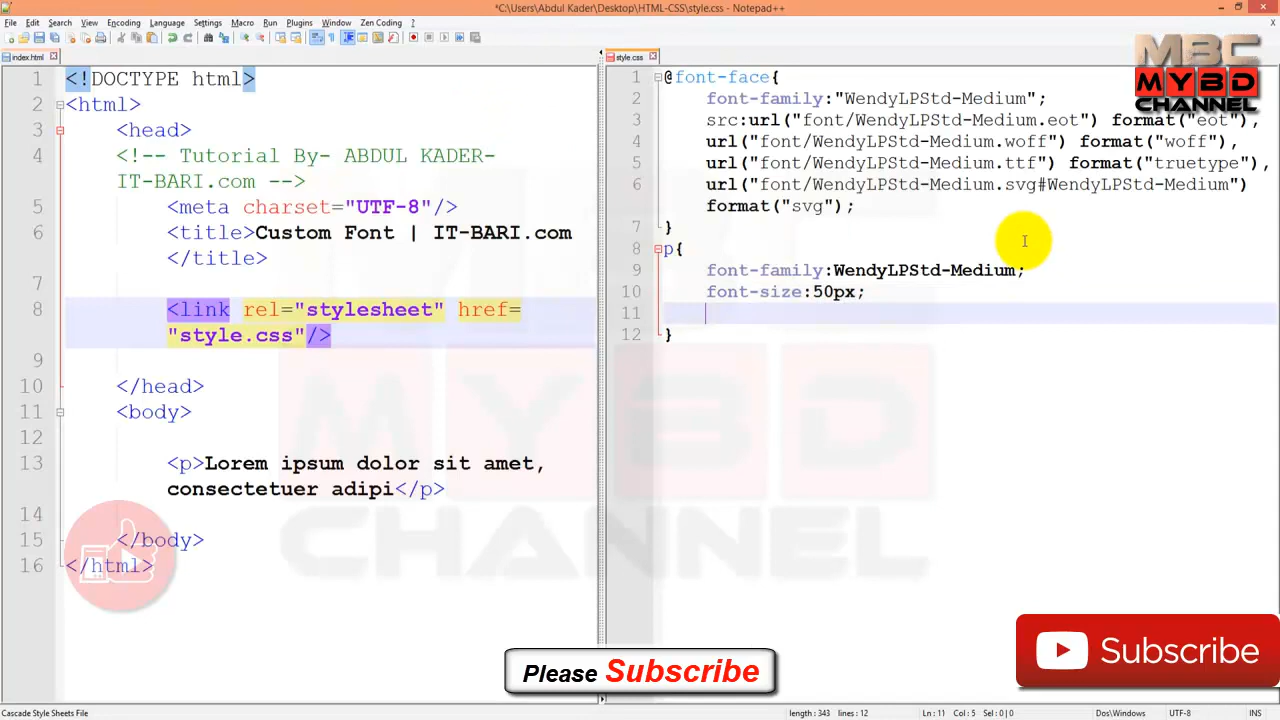 *C:\Users\Abdul Kader\Desktop\HTML-CSS\style.css - Notepad++
File Edit Search View Encoding Language Settings Macro Run Plugins Window Zen Coding ?
index.html
1 <!DOCTYPE html>
2 <html>
3 <head>
4 <!-- Tutorial By- ABDUL KADER-
IT-BARI.com -->
5 <meta charset="UTF-8"/>
6 <title>Custom Font | IT-BARI.com
</title>
7
8 <link rel="stylesheet" href=
"style.css"/>
9
10 </head>
11 <body>
12
13 <p>Lorem ipsum dolor sit amet,
consectetuer adipi</p>
14
15 </body>
16 </html>
style.css
1 @font-face{
2 font-family:"WendyLPStd-Medium";
3 src:url("font/WendyLPStd-Medium.eot") format("eot"),
4 url("font/WendyLPStd-Medium.woff") format("woff"),
5 url("font/WendyLPStd-Medium.ttf") format("truetype"),
6 url("font/WendyLPStd-Medium.svg#WendyLPStd-Medium")
format("svg");
7 }
8 p{
9 font-family:WendyLPStd-Medium;
10 font-size:50px;
11
12 }
MBC
MYBD
CHANNEL
MYBD
CHANNEL
Please Subscribe
Subscribe
Cascade Style Sheets File
length : 343 lines : 12
Ln : 11 Col : 5 Sel : 0 | 0
Dos\Windows
UTF-8
INS